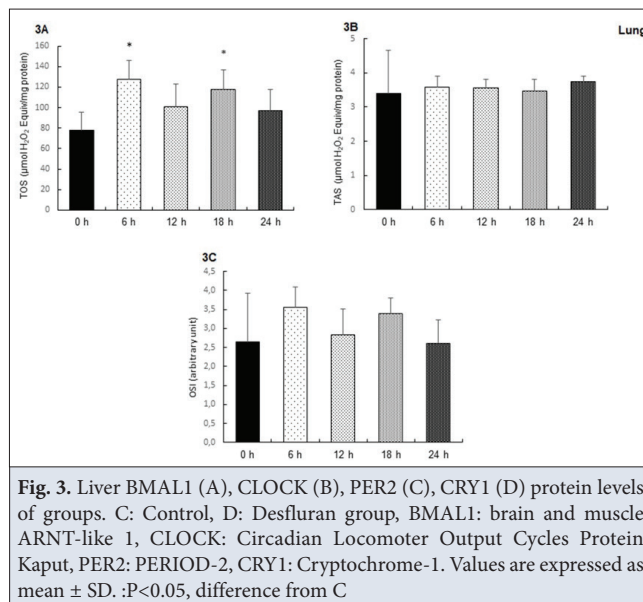 3A
TOS (µmol H₂O₂ Equiv/mg protein)
160
140
120
100
80
60
40
20
0
*
*
0 h 6 h 12 h 18 h 24 h
3B
Lung
TAS (µmol H₂O₂ Equiv/mg protein)
5
4
3
2
1
0
0 h 6 h 12 h 18 h 24 h
3C
OSI (arbitrary unit)
4,5
4,0
3,5
3,0
2,5
2,0
1,5
1,0
0,5
0,0
0 h 6 h 12 h 18 h 24 h
Fig. 3. Liver BMAL1 (A), CLOCK (B), PER2 (C), CRY1 (D) protein levels
of groups. C: Control, D: Desfluran group, BMAL1: brain and muscle
ARNT-like 1, CLOCK: Circadian Locomoter Output Cycles Protein
Kaput, PER2: PERIOD-2, CRY1: Cryptochrome-1. Values are expressed as
mean ± SD. :P<0.05, difference from C